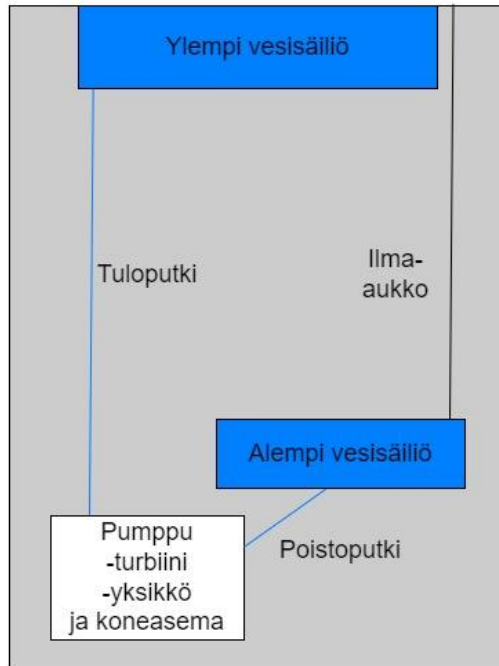 Ylempi vesisäiliö
Tuloputki
Ilma-
aukko
Alempi vesisäiliö
Pumppu
-turbiini
-yksikkö
ja koneasema
Poistoputki